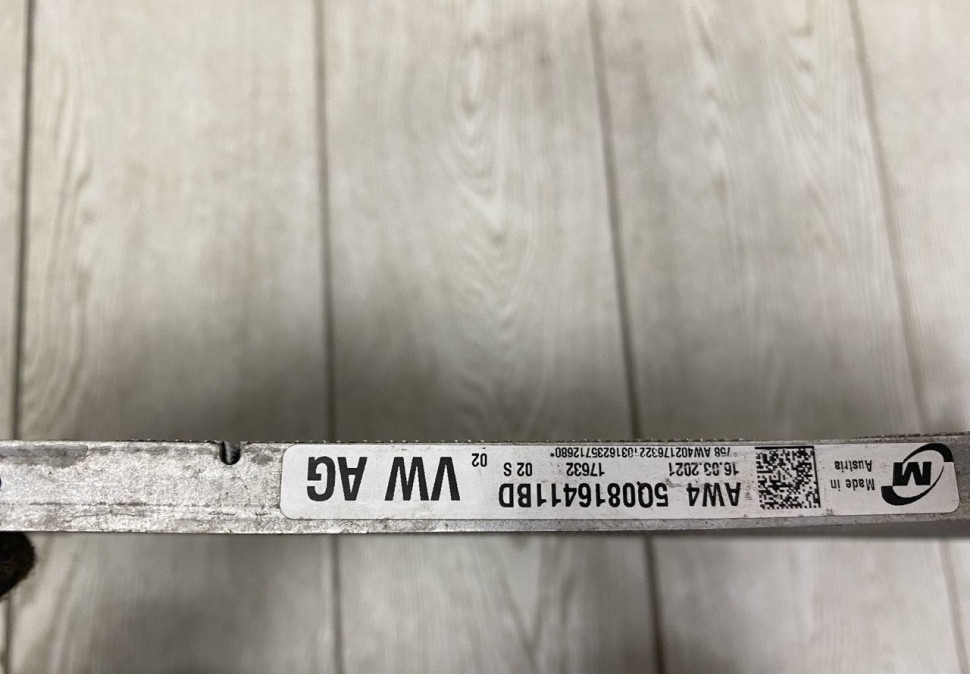 M
Made in
Austria
AW4 5Q0816411BD
16.03.2021 17632 02 S
VW AG
02